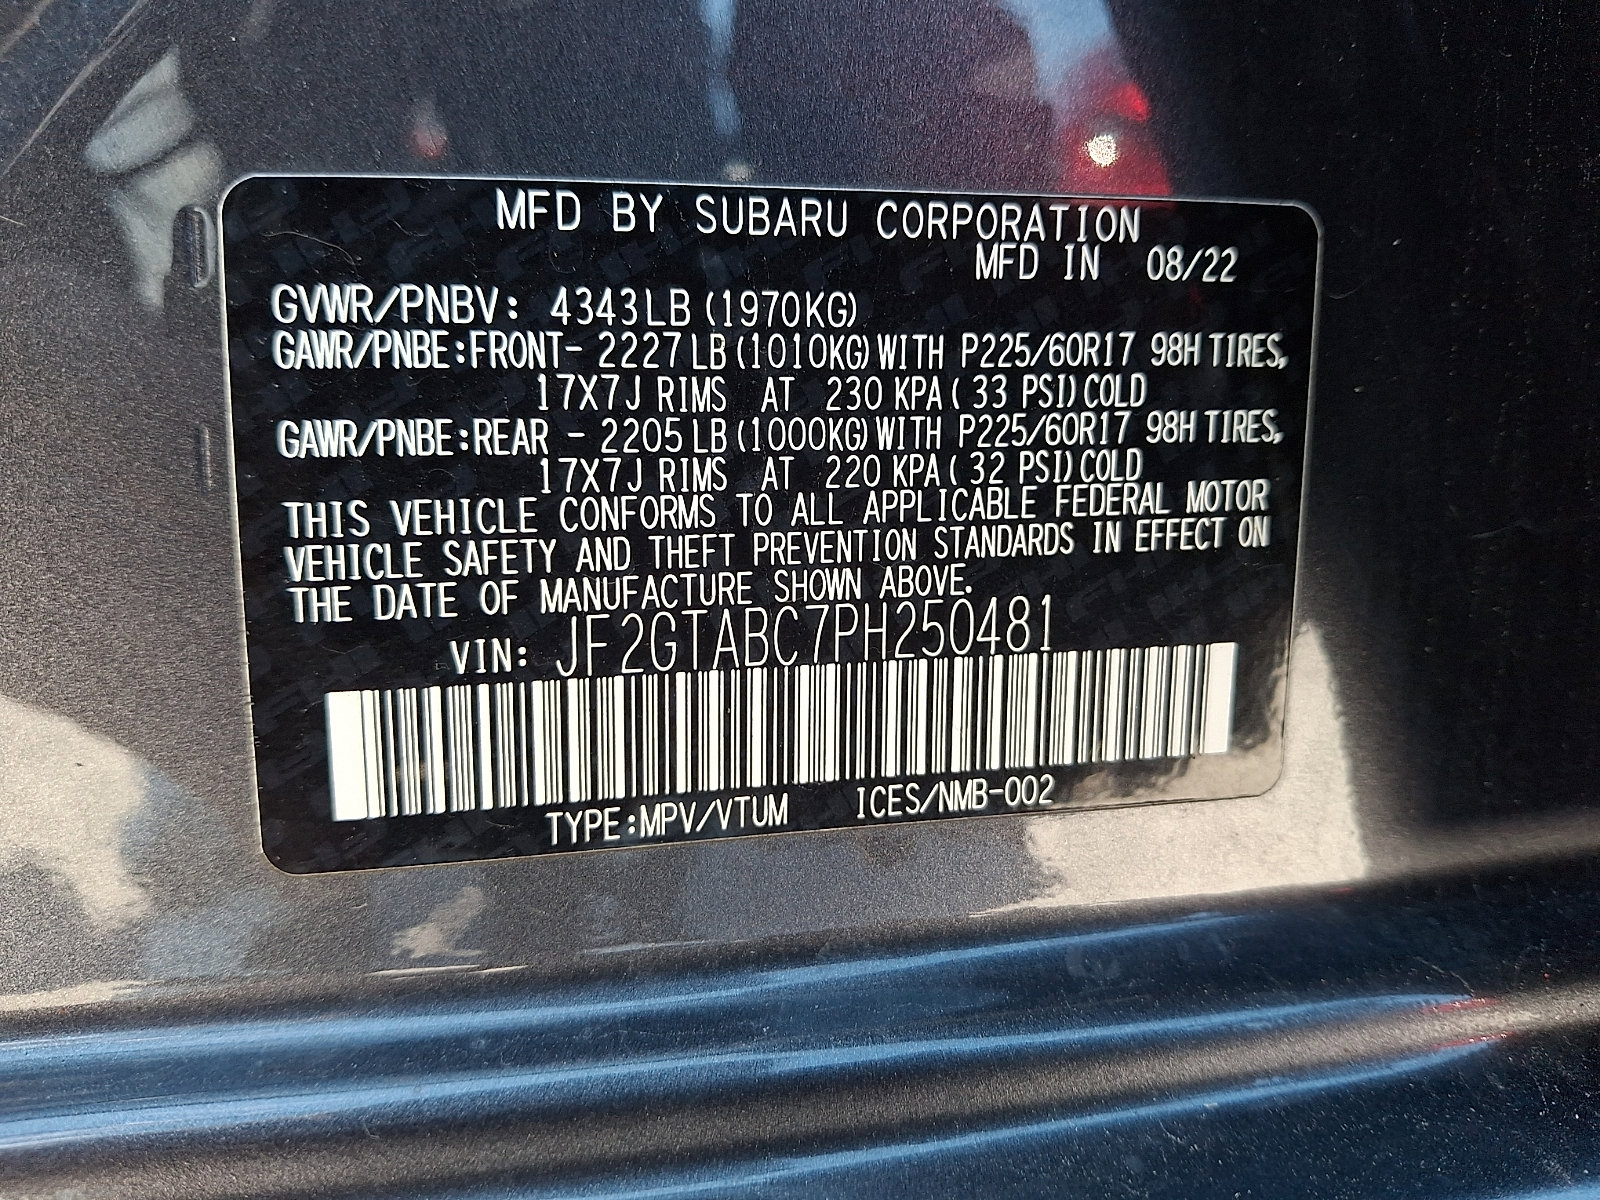 MFD BY SUBARU CORPORATION
MFD IN 08/22
GVWR/PNBV: 4343LB (1970KG)
GAWR/PNBE:FRONT- 2227LB (1010KG) WITH P225/60R17 98H TIRES,
17X7J RIMS AT 230 KPA ( 33 PSI) COLD
GAWR/PNBE:REAR - 2205LB (1000KG) WITH P225/60R17 98H TIRES,
17X7J RIMS AT 220 KPA ( 32 PSI) COLD
THIS VEHICLE CONFORMS TO ALL APPLICABLE FEDERAL MOTOR
VEHICLE SAFETY AND THEFT PREVENTION STANDARDS IN EFFECT ON
THE DATE OF MANUFACTURE SHOWN ABOVE.
VIN: JF2GTABC7PH250481
TYPE:MPV/VTUM ICES/NMB-002